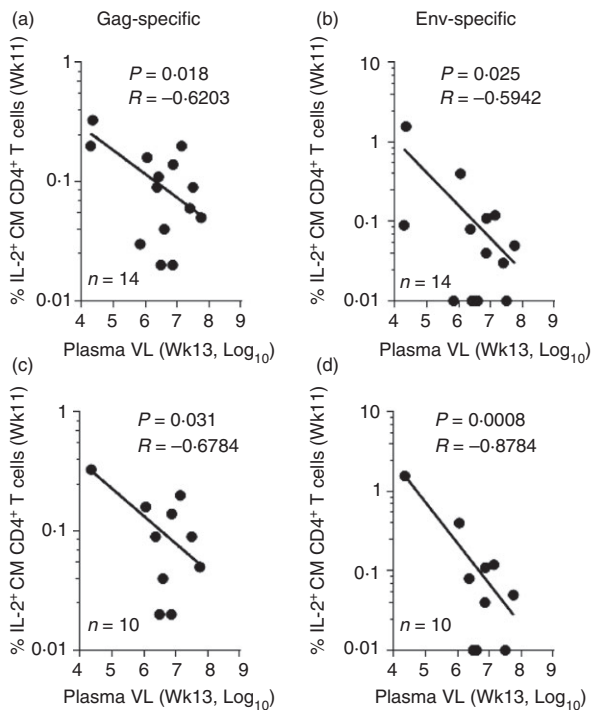 (a) Gag-specific
% IL-2⁺ CM CD4⁺ T cells (Wk11)
1
0·1
0·01
P = 0·018
R = –0·6203
n = 14
4 5 6 7 8 9
Plasma VL (Wk13, Log₁₀)
(b) Env-specific
% IL-2⁺ CM CD4⁺ T cells (Wk11)
10
1
0·1
0·01
P = 0·025
R = –0·5942
n = 14
4 5 6 7 8 9
Plasma VL (Wk13, Log₁₀)
(c)
% IL-2⁺ CM CD4⁺ T cells (Wk11)
1
0·1
0·01
P = 0·031
R = –0·6784
n = 10
4 5 6 7 8 9
Plasma VL (Wk13, Log₁₀)
(d)
% IL-2⁺ CM CD4⁺ T cells (Wk11)
10
1
0·1
0·01
P = 0·0008
R = –0·8784
n = 10
4 5 6 7 8 9
Plasma VL (Wk13, Log₁₀)